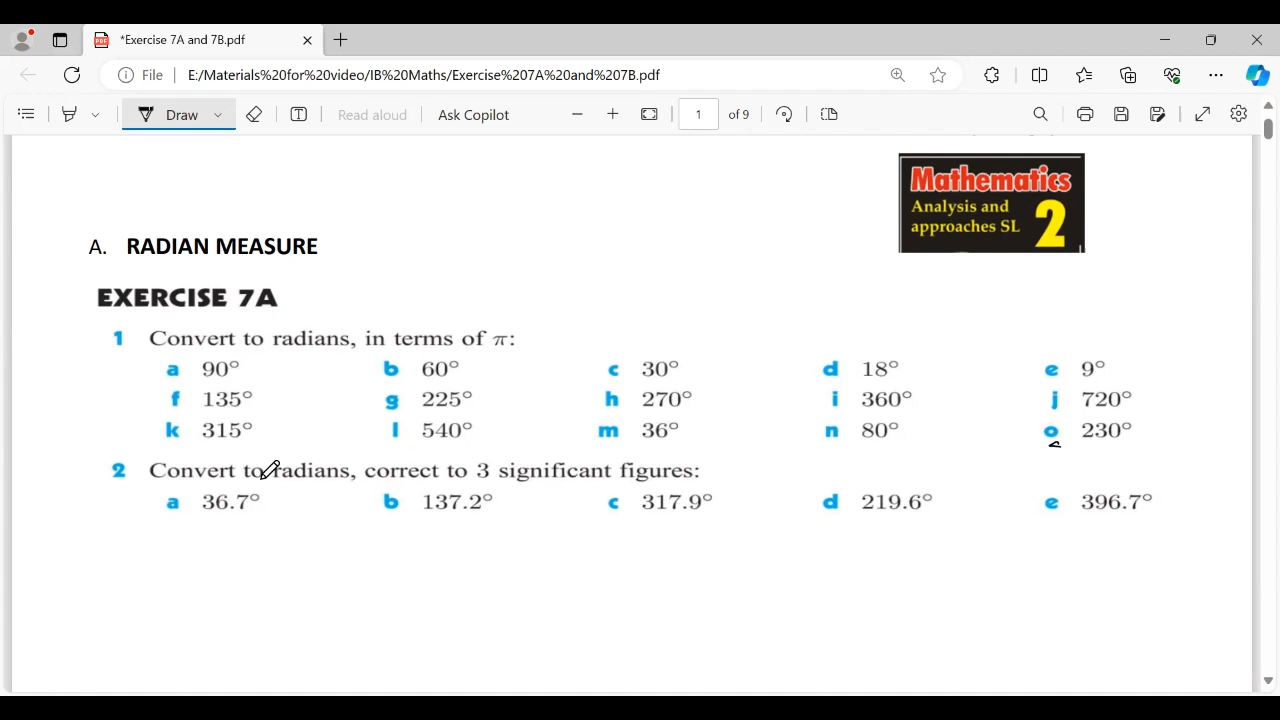 *Exercise 7A and 7B.pdf
File E:/Materials%20for%20video/IB%20Maths/Exercise%207A%20and%207B.pdf
Draw Read aloud Ask Copilot 1 of 9
Mathematics
Analysis and
approaches SL 2
A. RADIAN MEASURE
EXERCISE 7A
1 Convert to radians, in terms of π:
a 90° b 60° c 30° d 18° e 9°
f 135° g 225° h 270° i 360° j 720°
k 315° l 540° m 36° n 80° o 230°
2 Convert to radians, correct to 3 significant figures:
a 36.7° b 137.2° c 317.9° d 219.6° e 396.7°